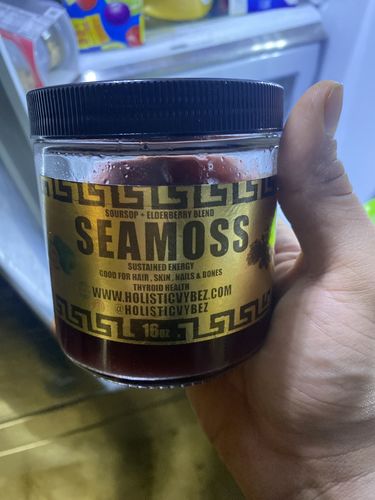 SOURSOP + ELDERBERRY BLEND
SEAMOSS
SUSTAINED ENERGY
GOOD FOR HAIR, SKIN, NAILS & BONES
THYROID HEALTH
WWW.HOLISTICVYBEZ.COM
@HOLISTICVYBEZ
16OZ